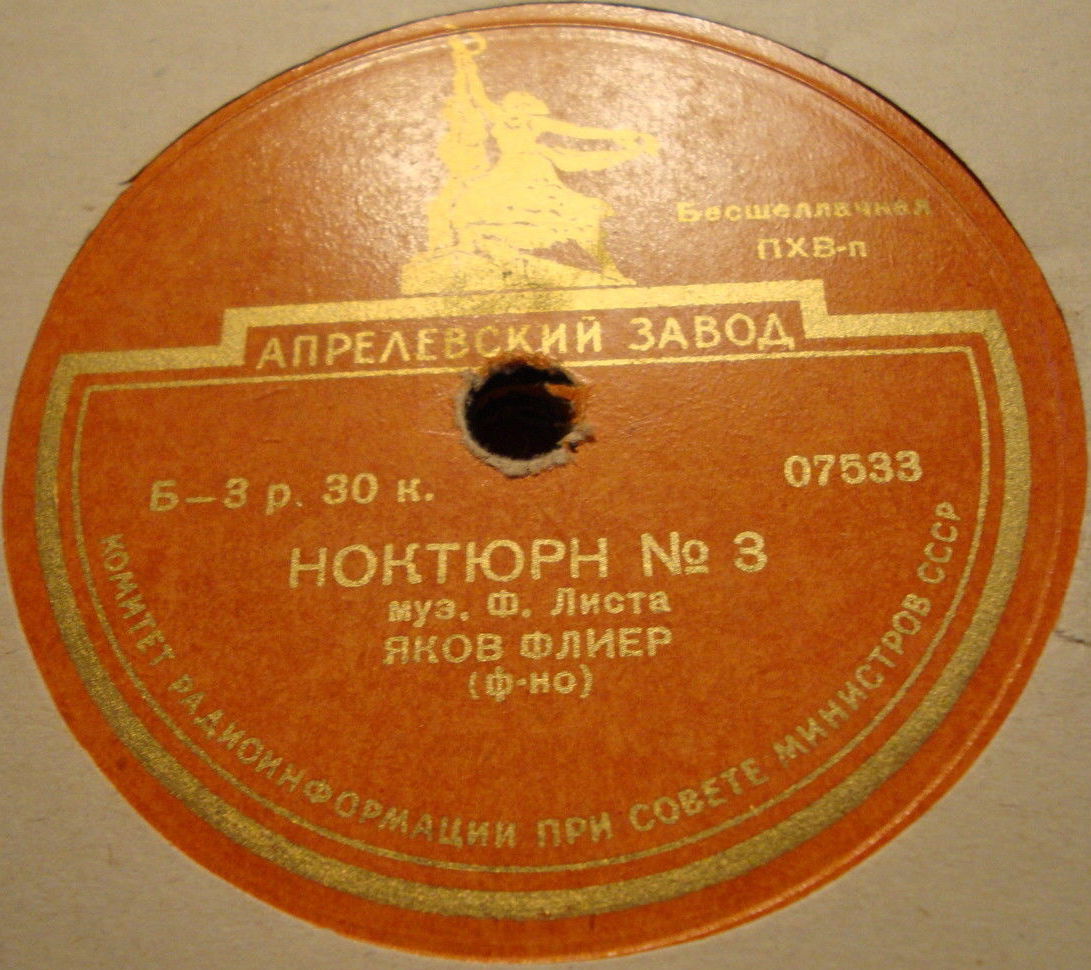 Бесшеллачная
ПХВ-п
АПРЕЛЕВСКИЙ ЗАВОД
Б-3 р. 30 к.
07533
НОКТЮРН № 3
муз. Ф. Листа
ЯКОВ ФЛИЕР
(ф-но)
КОМИТЕТ РАДИОИНФОРМАЦИИ ПРИ СОВЕТЕ МИНИСТРОВ СССР